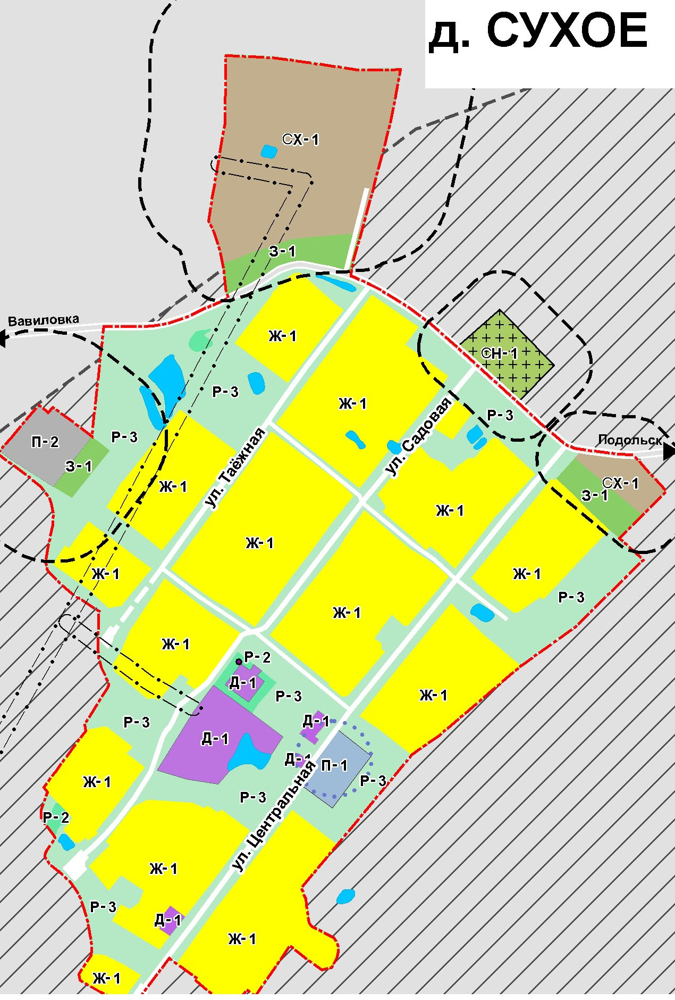 д. СУХОЕ
СХ-1
З-1
Вавиловка
Ж-1
СН-1
Р-3
Ж-1
Р-3
Подольск
Р-3
П-2
З-1
ул. Садовая
ул. Таёжная
Ж-1
СХ-1
З-1
Ж-1
Ж-1
Ж-1
Ж-1
Р-3
Ж-1
Ж-1
Р-2
Д-1
Р-3
Ж-1
Р-3
Д-1
Д-1
Д-1
П-1
Р-3
Ж-1
Р-3
Р-2
ул. Центральная
Ж-1
Р-3
Д-1
Ж-1
Ж-1